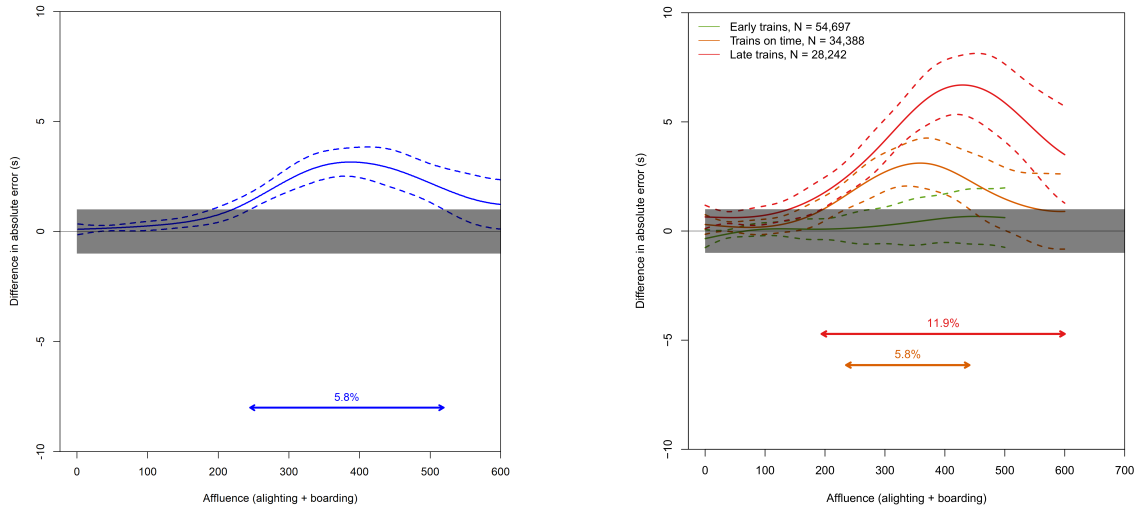 10
5
0
−5
−10
Difference in absolute error (s)
5.8%
0 100 200 300 400 500 600
Affluence (alighting + boarding)
Early trains, N = 54,697
Trains on time, N = 34,388
Late trains, N = 28,242
10
5
0
−5
−10
Difference in absolute error (s)
11.9%
5.8%
0 100 200 300 400 500 600 700
Affluence (alighting + boarding)